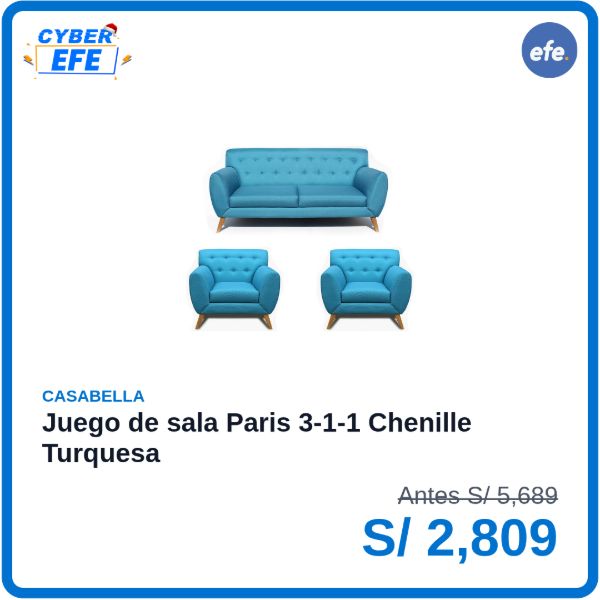 CYBER
EFE
efe.
CASABELLA
Juego de sala Paris 3-1-1 Chenille
Turquesa
Antes S/ 5,689
S/ 2,809